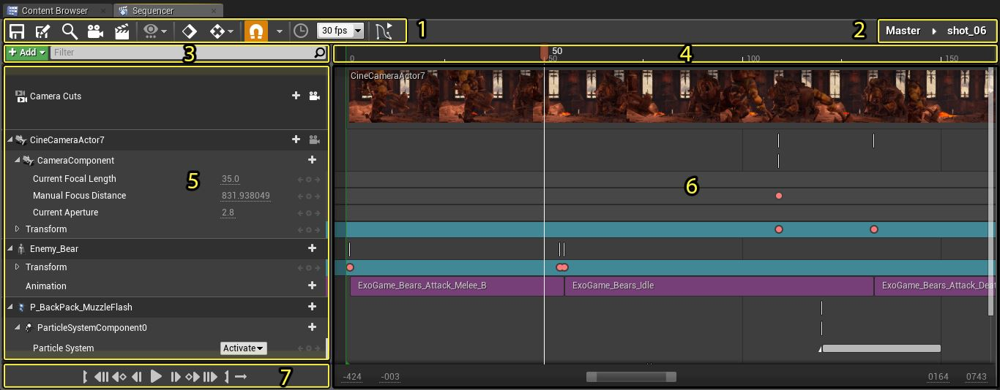 Content Browser
Sequencer
30 fps
1
2
Master
shot_06
Add
Filter
3
0
50
50
4
100
150
Camera Cuts
CineCameraActor7
CineCameraActor7
CameraComponent
Current Focal Length
35.0
5
6
Manual Focus Distance
831.938049
Current Aperture
2.8
Transform
Enemy_Bear
Transform
Animation
ExoGame_Bears_Attack_Melee_B
ExoGame_Bears_Idle
ExoGame_Bears_Attack_Deat
P_BackPack_MuzzleFlash
ParticleSystemComponent0
Particle System
Activate
7
-424
-003
0164
0743